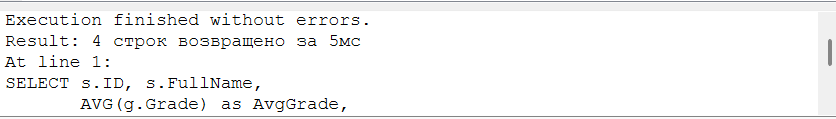 Execution finished without errors.
Result: 4 строк возвращено за 5мс
At line 1:
SELECT s.ID, s.FullName,
       AVG(g.Grade) as AvgGrade,